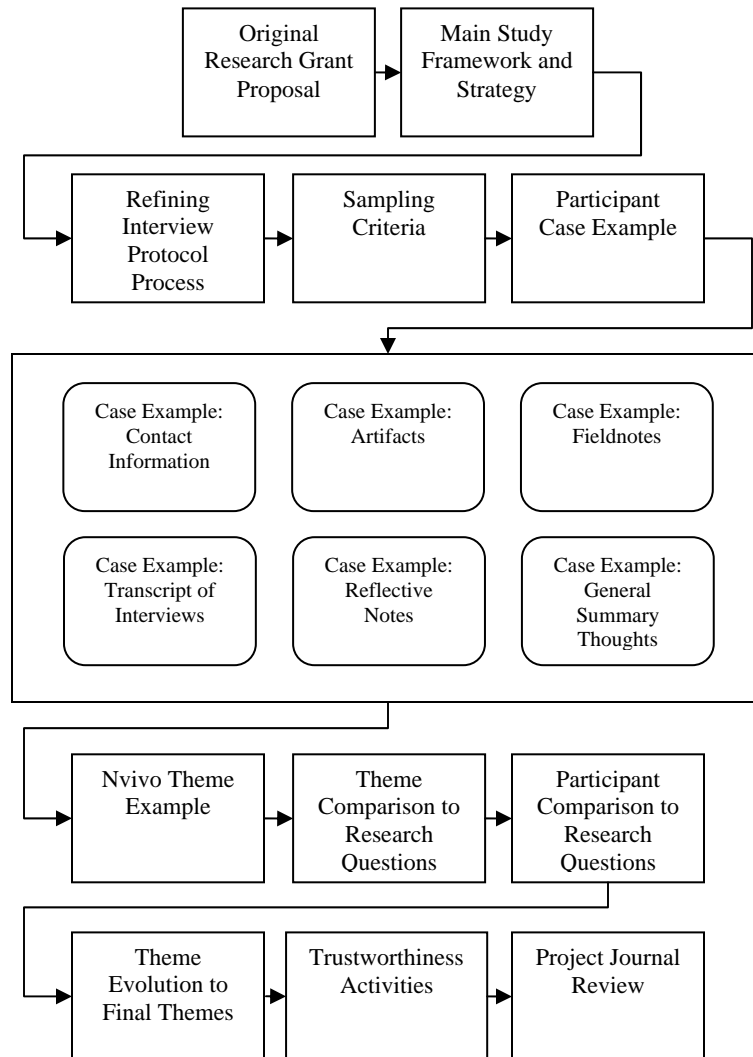 Original
Research Grant
Proposal
Main Study
Framework and
Strategy
Refining
Interview
Protocol
Process
Sampling
Criteria
Participant
Case Example
Case Example:
Contact
Information
Case Example:
Artifacts
Case Example:
Fieldnotes
Case Example:
Transcript of
Interviews
Case Example:
Reflective
Notes
Case Example:
General
Summary
Thoughts
Nvivo Theme
Example
Theme
Comparison to
Research
Questions
Participant
Comparison to
Research
Questions
Theme
Evolution to
Final Themes
Trustworthiness
Activities
Project Journal
Review